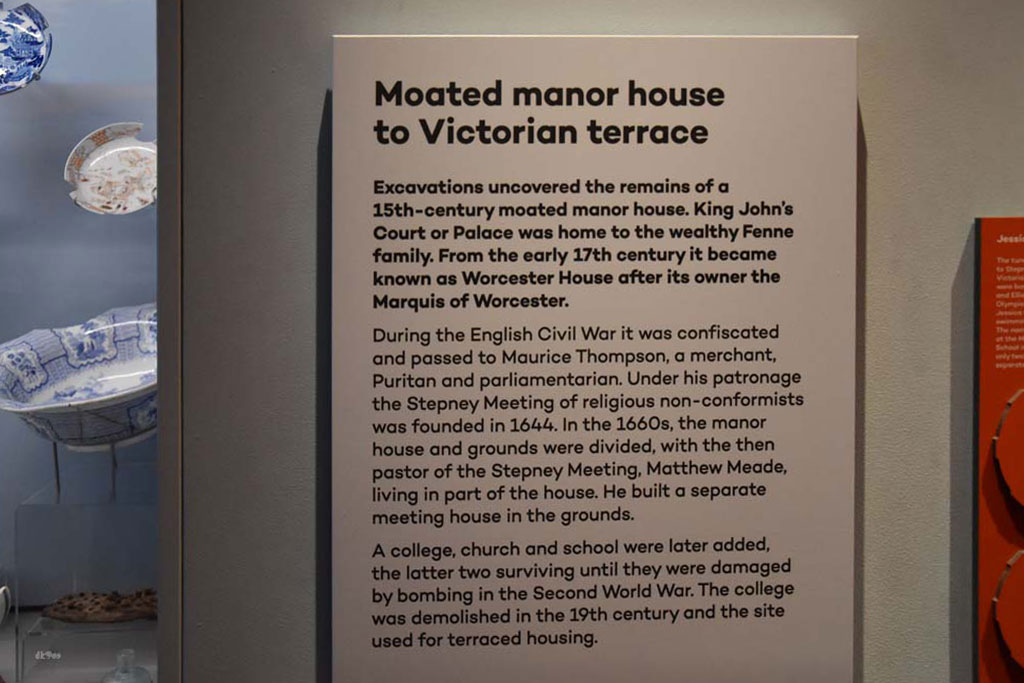 Moated manor house
to Victorian terrace
Excavations uncovered the remains of a
15th-century moated manor house. King John's
Court or Palace was home to the wealthy Fenne
family. From the early 17th century it became
known as Worcester House after its owner the
Marquis of Worcester.
During the English Civil War it was confiscated
and passed to Maurice Thompson, a merchant,
Puritan and parliamentarian. Under his patronage
the Stepney Meeting of religious non-conformists
was founded in 1644. In the 1660s, the manor
house and grounds were divided, with the then
pastor of the Stepney Meeting, Matthew Meade,
living in part of the house. He built a separate
meeting house in the grounds.
A college, church and school were later added,
the latter two surviving until they were damaged
by bombing in the Second World War. The college
was demolished in the 19th century and the site
used for terraced housing.